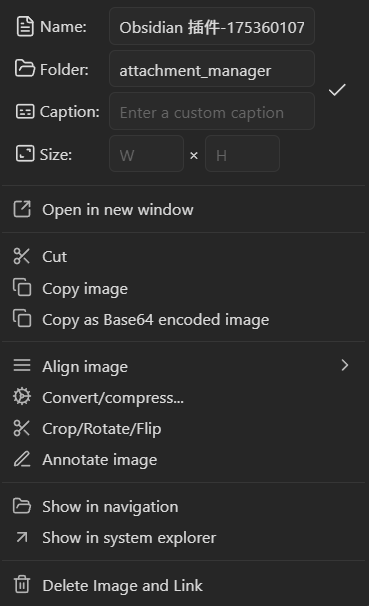 Name: Obsidian 插件-175360107
Folder: attachment_manager
Caption: Enter a custom caption
Size: W × H
Open in new window
Cut
Copy image
Copy as Base64 encoded image
Align image
Convert/compress...
Crop/Rotate/Flip
Annotate image
Show in navigation
Show in system explorer
Delete Image and Link